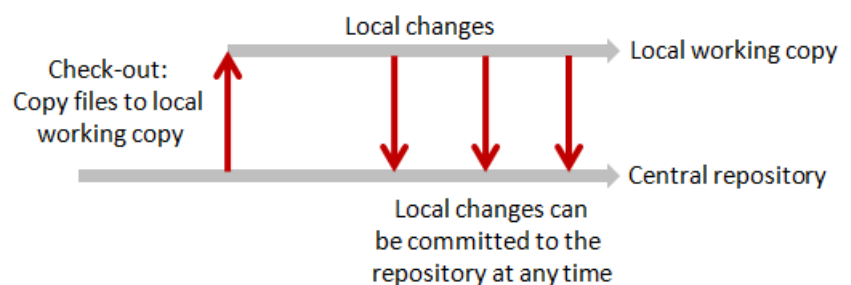 Local changes
Local working copy
Check-out:
Copy files to local
working copy
Central repository
Local changes can
be committed to the
repository at any time